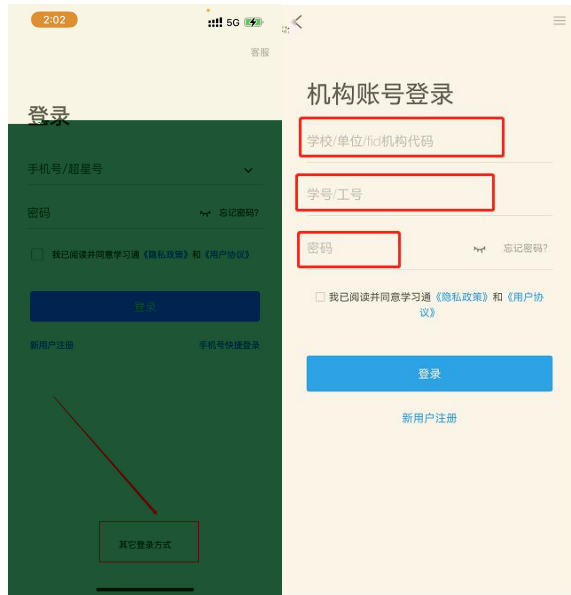 2:02
5G
客服
登录
手机号/超星号
密码
忘记密码?
我已阅读并同意学习通《隐私政策》和《用户协议》
登录
新用户注册
手机号快捷登录
其它登录方式
机构账号登录
学校/单位/fid机构代码
学号/工号
密码
忘记密码?
我已阅读并同意学习通《隐私政策》和《用户协
议》
登录
新用户注册